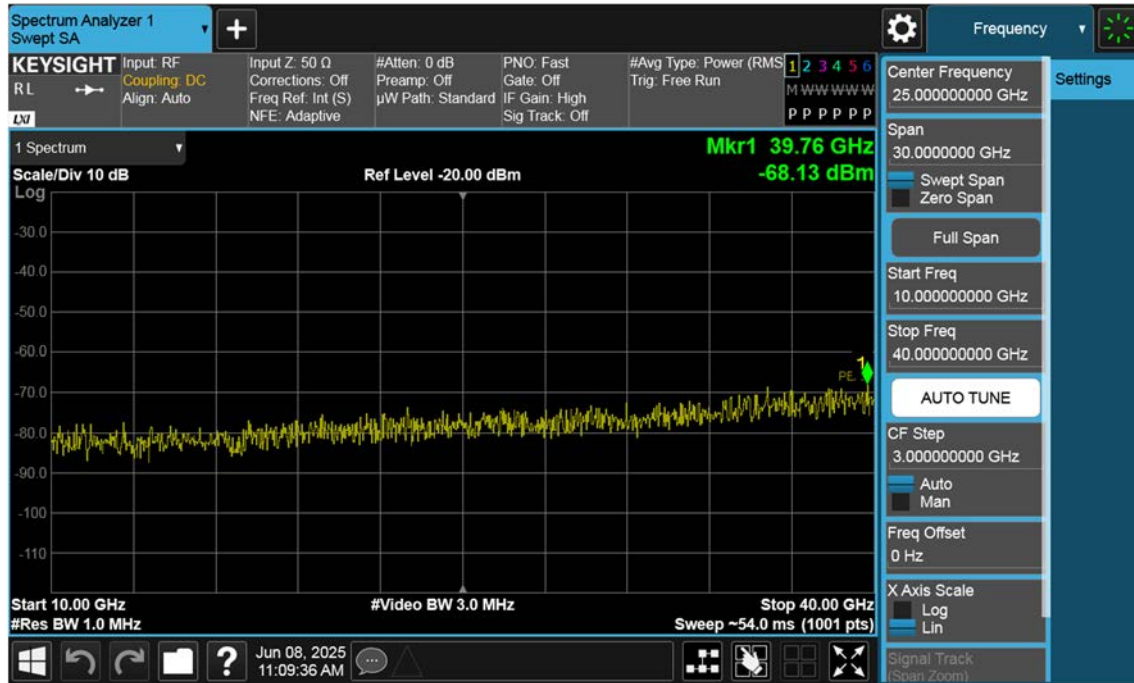 Spectrum Analyzer 1
Swept SA
+
Frequency
KEYSIGHT
RL
LXI
Input: RF
Coupling: DC
Align: Auto
Input Z: 50 Ω
Corrections: Off
Freq Ref: Int (S)
NFE: Adaptive
#Atten: 0 dB
Preamp: Off
µW Path: Standard
PNO: Fast
Gate: Off
IF Gain: High
Sig Track: Off
#Avg Type: Power (RMS
Trig: Free Run
1 2 3 4 5 6
M W W W W W
P P P P P P
1 Spectrum
Mkr1 39.76 GHz
-68.13 dBm
Scale/Div 10 dB
Ref Level -20.00 dBm
Log
-30.0
-40.0
-50.0
-60.0
-70.0
-80.0
-90.0
-100
-110
1
Start 10.00 GHz
#Video BW 3.0 MHz
Stop 40.00 GHz
#Res BW 1.0 MHz
Sweep ~54.0 ms (1001 pts)
?
Jun 08, 2025
11:09:36 AM
Center Frequency
25.000000000 GHz
Settings
Span
30.0000000 GHz
Swept Span
Zero Span
Full Span
Start Freq
10.000000000 GHz
Stop Freq
40.000000000 GHz
AUTO TUNE
CF Step
3.000000000 GHz
Auto
Man
Freq Offset
0 Hz
X Axis Scale
Log
Lin
Signal Track
(Span Zoom)